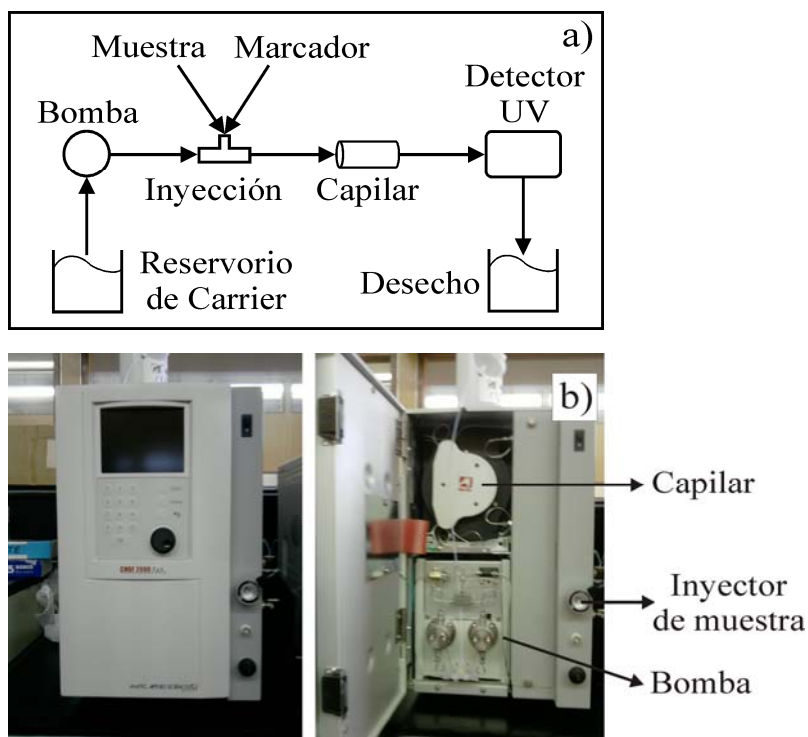 a)
Muestra Marcador
Detector
UV
Bomba
Inyección
Capilar
Reservorio
de Carrier
Desecho
b)
Capilar
Inyector
de muestra
Bomba